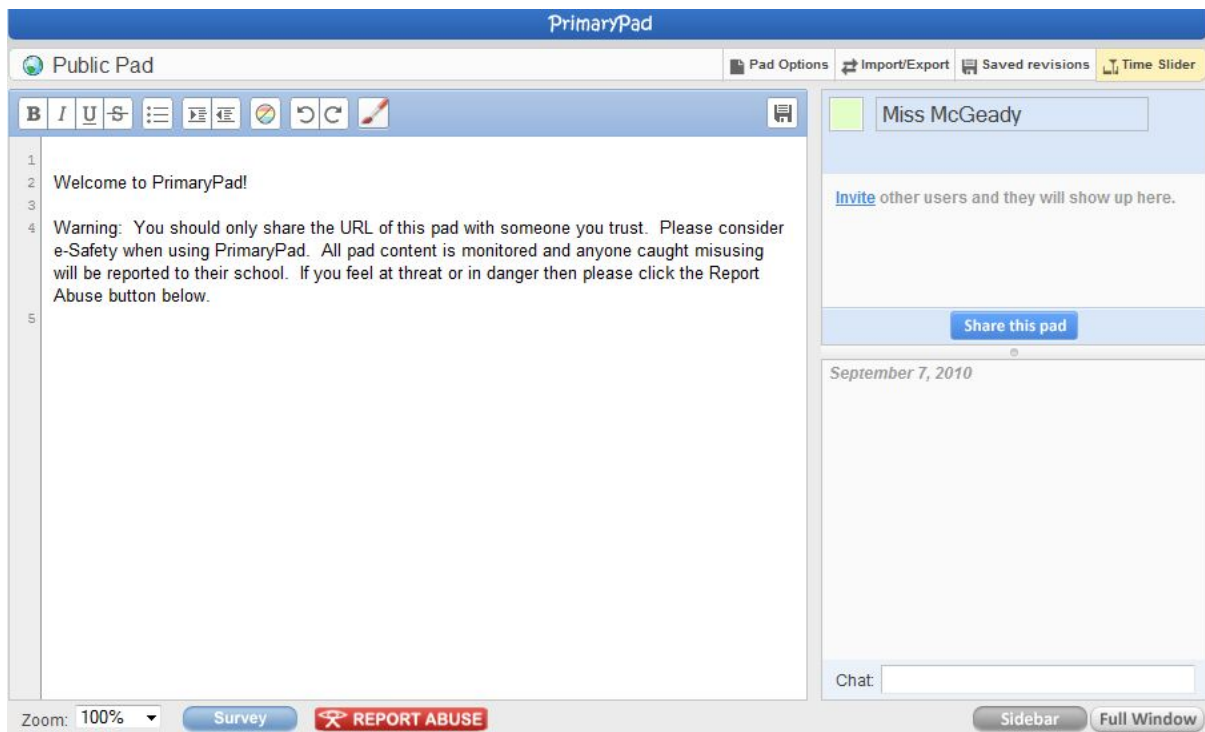 PrimaryPad
Public Pad
Pad Options
Import/Export
Saved revisions
Time Slider
B I U S
Miss McGeady
1
2 Welcome to PrimaryPad!
3
4 Warning: You should only share the URL of this pad with someone you trust. Please consider
e-Safety when using PrimaryPad. All pad content is monitored and anyone caught misusing
will be reported to their school. If you feel at threat or in danger then please click the Report
Abuse button below.
5
Invite other users and they will show up here.
Share this pad
September 7, 2010
Chat:
Zoom: 100%
Survey
REPORT ABUSE
Sidebar
Full Window